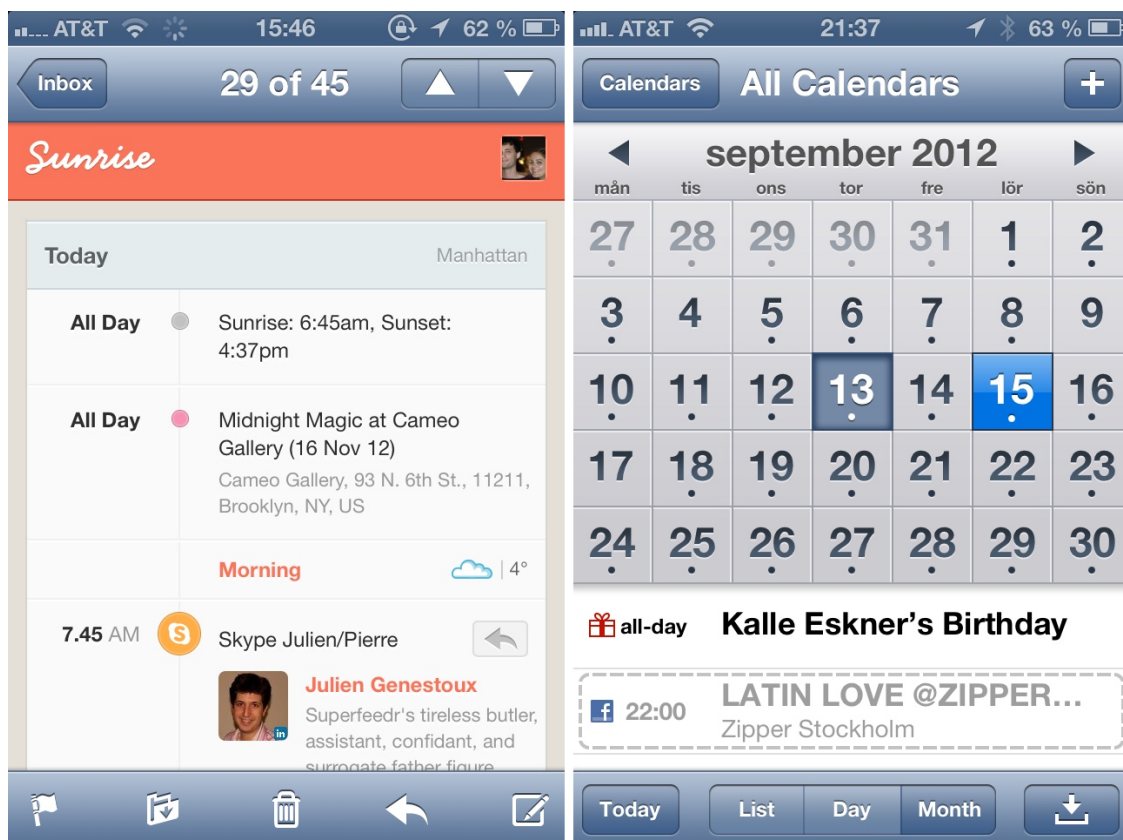 AT&T 15:46 62 %
Inbox 29 of 45
Sunrise
Today Manhattan
All Day Sunrise: 6:45am, Sunset:
4:37pm
All Day Midnight Magic at Cameo
Gallery (16 Nov 12)
Cameo Gallery, 93 N. 6th St., 11211,
Brooklyn, NY, US
Morning 4°
7.45 AM Skype Julien/Pierre
Julien Genestoux
in
Superfeedr's tireless butler,
assistant, confidant, and
surrogate father figure
AT&T 21:37 63 %
Calendars All Calendars +
september 2012
mån tis ons tor fre lör sön
27 28 29 30 31 1 2
3 4 5 6 7 8 9
10 11 12 13 14 15 16
17 18 19 20 21 22 23
24 25 26 27 28 29 30
all-day Kalle Eskner’s Birthday
f 22:00 LATIN LOVE @ZIPPER…
Zipper Stockholm
Today List Day Month